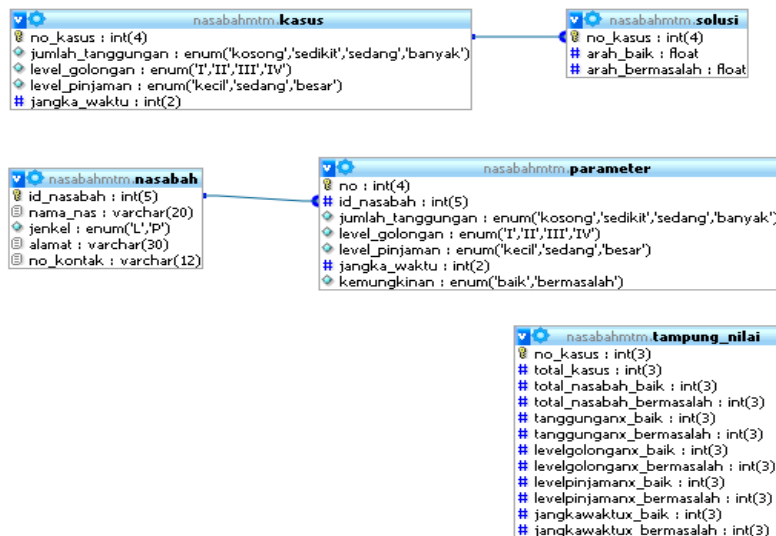 nasabahmtm.kasus
no_kasus : int(4)
jumlah_tanggungan : enum('kosong','sedikit','sedang','banyak')
level_golongan : enum('I','II','III','IV')
level_pinjaman : enum('kecil','sedang','besar')
jangka_waktu : int(2)
nasabahmtm.solusi
no_kasus : int(4)
arah_baik : float
arah_bermasalah : float
nasabahmtm.nasabah
id_nasabah : int(5)
nama_nas : varchar(20)
jenkel : enum('L','P')
alamat : varchar(30)
no_kontak : varchar(12)
nasabahmtm.parameter
no : int(4)
id_nasabah : int(5)
jumlah_tanggungan : enum('kosong','sedikit','sedang','banyak')
level_golongan : enum('I','II','III','IV')
level_pinjaman : enum('kecil','sedang','besar')
jangka_waktu : int(2)
kemungkinan : enum('baik','bermasalah')
nasabahmtm.tampung_nilai
no_kasus : int(3)
total_kasus : int(3)
total_nasabah_baik : int(3)
total_nasabah_bermasalah : int(3)
tanggunganx_baik : int(3)
tanggunganx_bermasalah : int(3)
levelgolonganx_baik : int(3)
levelgolonganx_bermasalah : int(3)
levelpinjamanx_baik : int(3)
levelpinjamanx_bermasalah : int(3)
jangkawaktux_baik : int(3)
jangkawaktux_bermasalah : int(3)